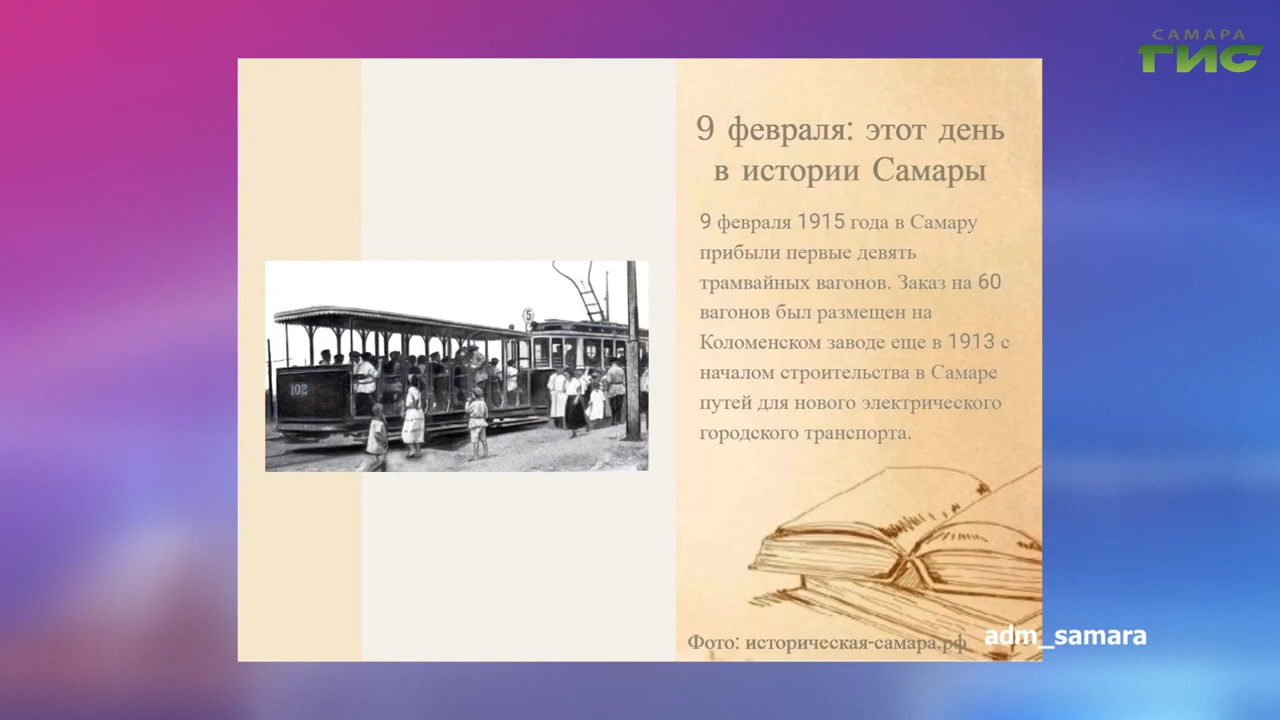 САМАРА
ГИС
9 февраля: этот день
в истории Самары
9 февраля 1915 года в Самару
прибыли первые девять
трамвайных вагонов. Заказ на 60
вагонов был размещен на
Коломенском заводе еще в 1913 с
началом строительства в Самаре
путей для нового электрического
городского транспорта.
5
102
Фото: историческая-самара.рф
adm_samara